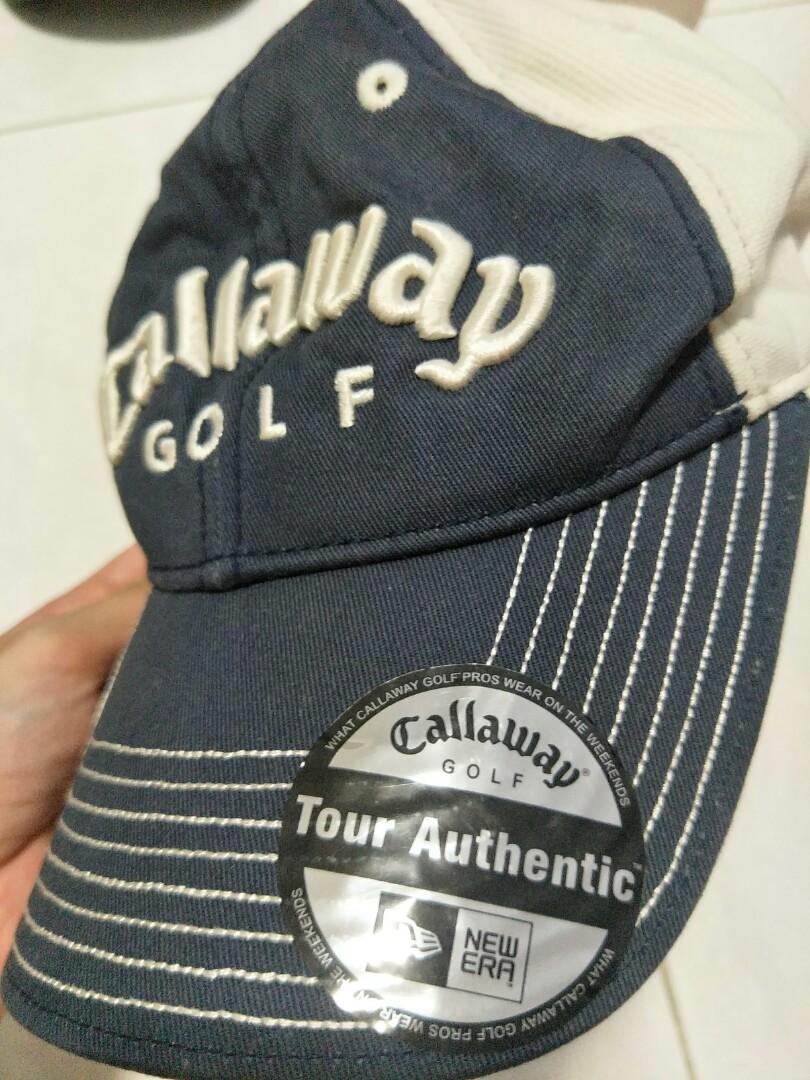 Callaway
GOLF
WHAT CALLAWAY GOLF PROS WEAR ON THE WEEKENDS
Callaway®
GOLF
Tour Authentic™
NEW
ERA
WHAT CALLAWAY GOLF PROS WEAR ON THE WEEKENDS